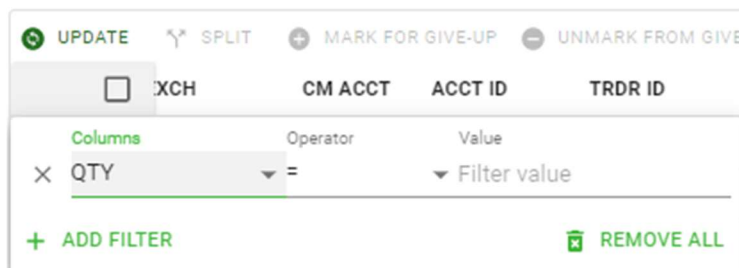 UPDATE SPLIT MARK FOR GIVE-UP UNMARK FROM GIVE
XCH CM ACCT ACCT ID TRDR ID
Columns Operator Value
QTY = Filter value
ADD FILTER REMOVE ALL